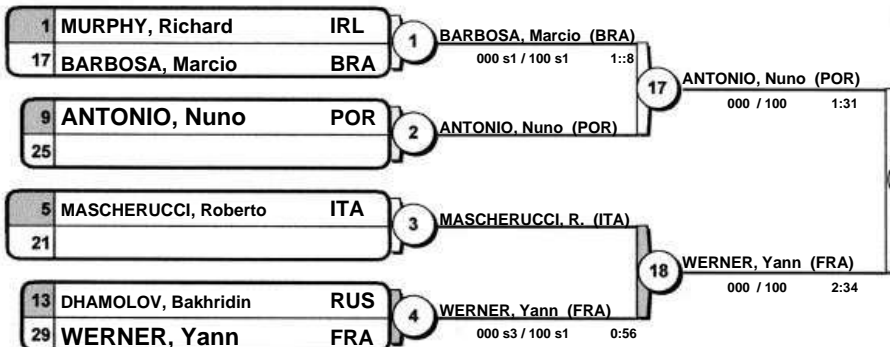 1 MURPHY, Richard IRL
17 BARBOSA, Marcio BRA
1
BARBOSA, Marcio (BRA)
000 s1 / 100 s1 1::8
9 ANTONIO, Nuno POR
25
2
ANTONIO, Nuno (POR)
17
ANTONIO, Nuno (POR)
000 / 100 1:31
5 MASCHERUCCI, Roberto ITA
21
3
MASCHERUCCI, R. (ITA)
13 DHAMOLOV, Bakhridin RUS
29 WERNER, Yann FRA
4
WERNER, Yann (FRA)
000 s3 / 100 s1 0:56
18
WERNER, Yann (FRA)
000 / 100 2:34